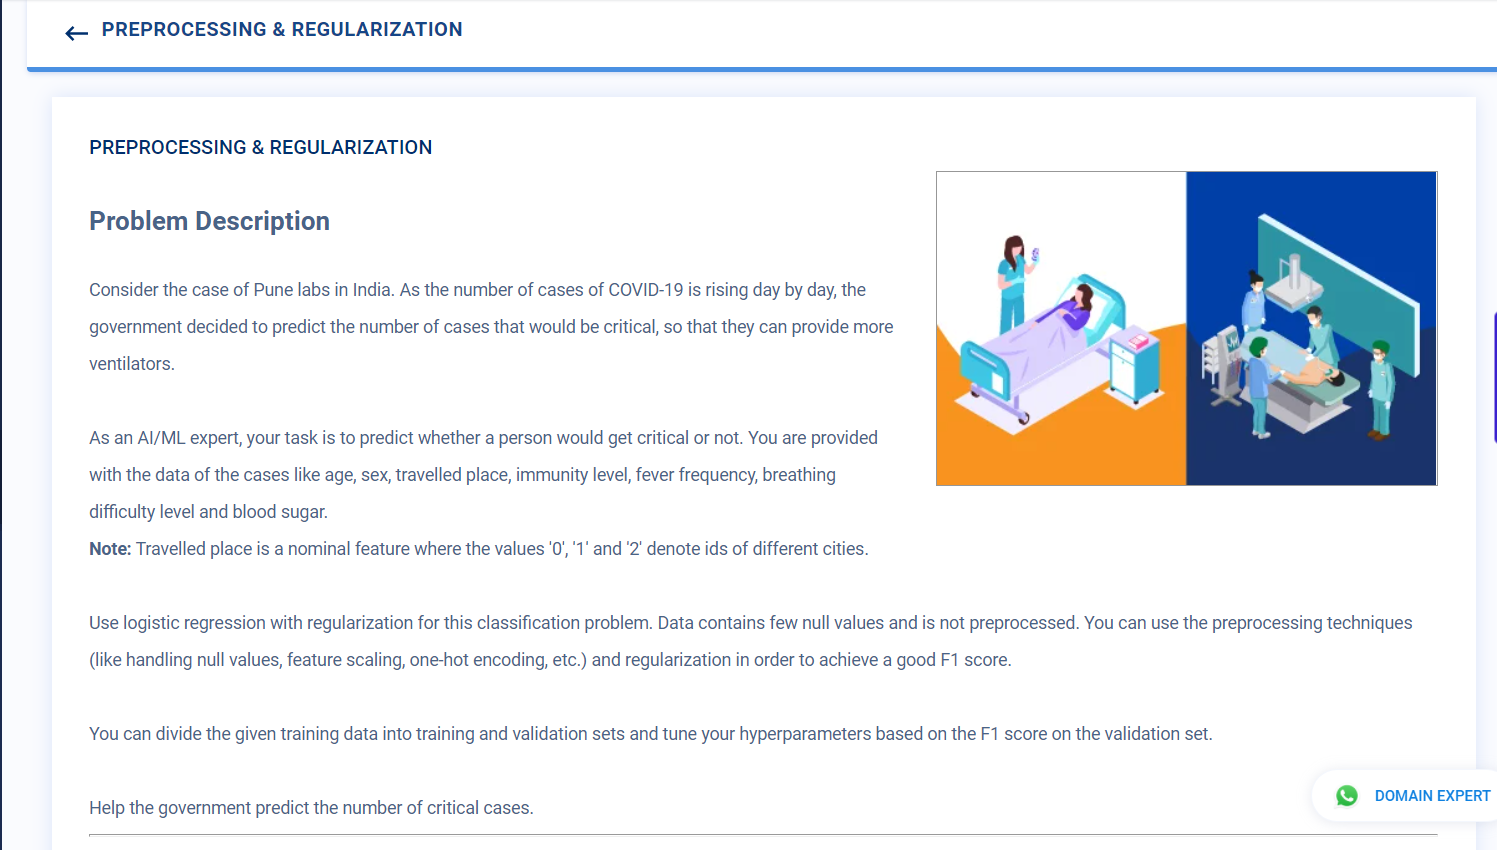 PREPROCESSING & REGULARIZATION
PREPROCESSING & REGULARIZATION
Problem Description
Consider the case of Pune labs in India. As the number of cases of COVID-19 is rising day by day, the
government decided to predict the number of cases that would be critical, so that they can provide more
ventilators.
As an AI/ML expert, your task is to predict whether a person would get critical or not. You are provided
with the data of the cases like age, sex, travelled place, immunity level, fever frequency, breathing
difficulty level and blood sugar.
Note: Travelled place is a nominal feature where the values '0', '1' and '2' denote ids of different cities.
Use logistic regression with regularization for this classification problem. Data contains few null values and is not preprocessed. You can use the preprocessing techniques
(like handling null values, feature scaling, one-hot encoding, etc.) and regularization in order to achieve a good F1 score.
You can divide the given training data into training and validation sets and tune your hyperparameters based on the F1 score on the validation set.
Help the government predict the number of critical cases.
DOMAIN EXPERT